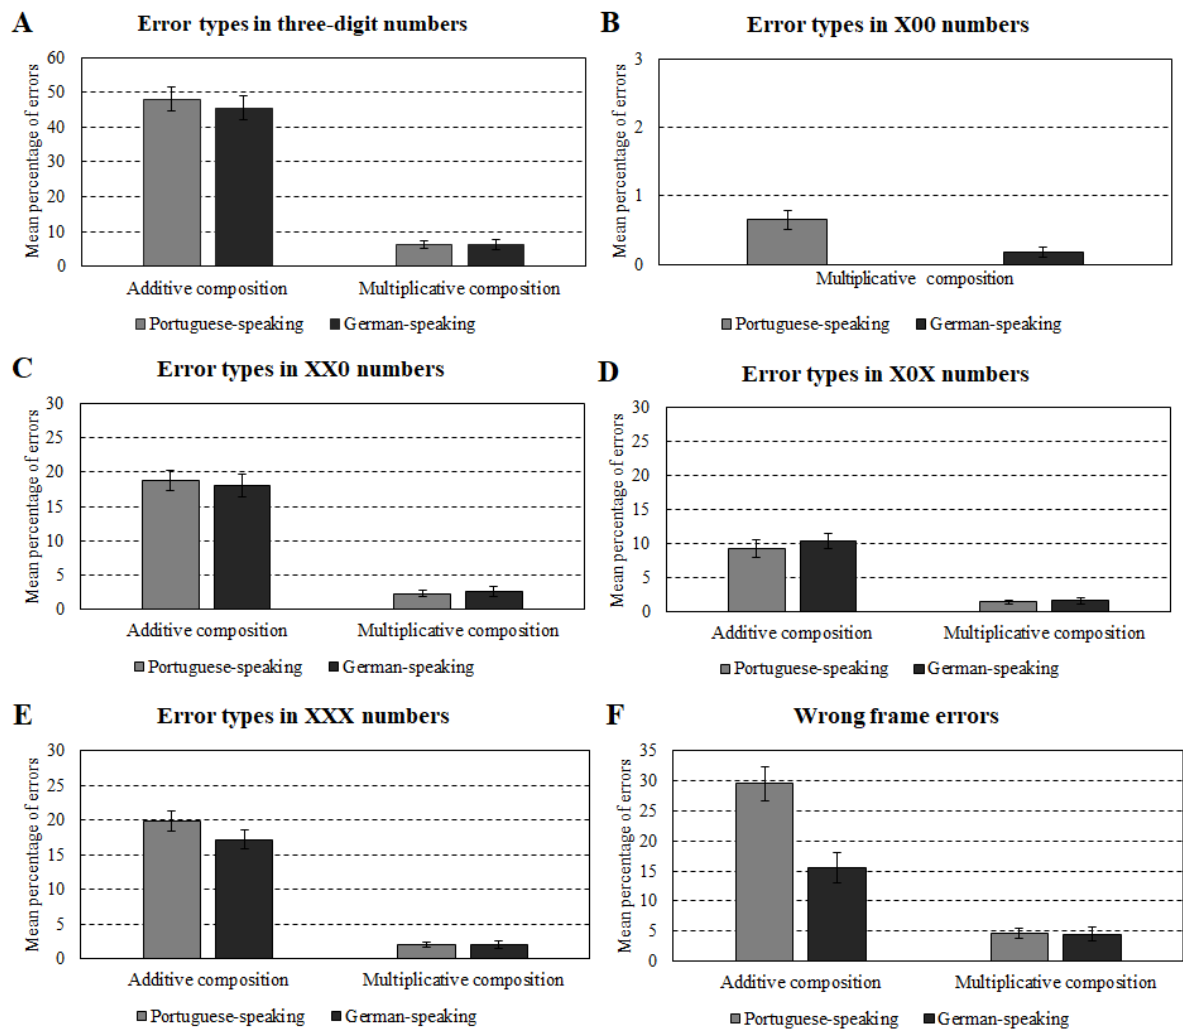 A
Error types in three-digit numbers
Mean percentage of errors
60
50
40
30
20
10
0
Additive composition Multiplicative composition
Portuguese-speaking German-speaking
B
Error types in X00 numbers
Mean percentage of errors
3
2
1
0
Multiplicative composition
Portuguese-speaking German-speaking
C
Error types in XX0 numbers
Mean percentage of errors
30
25
20
15
10
5
0
Additive composition Multiplicative composition
Portuguese-speaking German-speaking
D
Error types in X0X numbers
Mean percentage of errors
30
25
20
15
10
5
0
Additive composition Multiplicative composition
Portuguese-speaking German-speaking
E
Error types in XXX numbers
Mean percentage of errors
30
25
20
15
10
5
0
Additive composition Multiplicative composition
Portuguese-speaking German-speaking
F
Wrong frame errors
Mean percentage of errors
35
30
25
20
15
10
5
0
Additive composition Multiplicative composition
Portuguese-speaking German-speaking